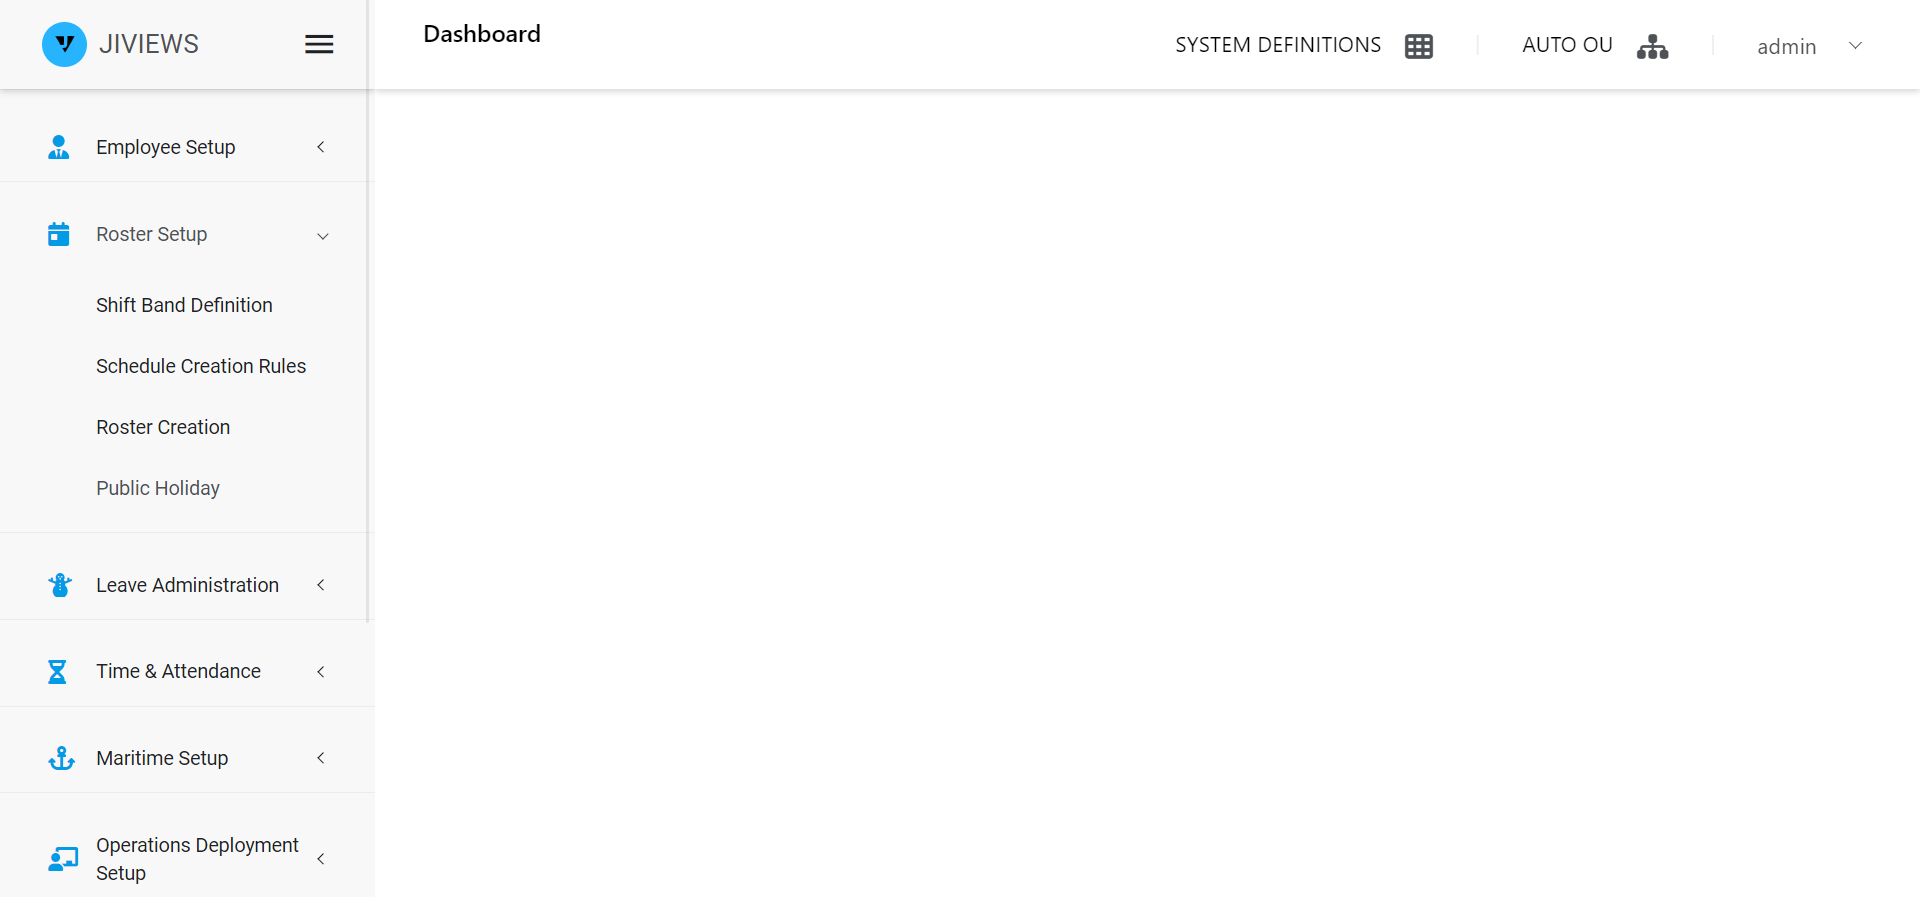 JIVIEWS
Dashboard
SYSTEM DEFINITIONS
AUTO OU
admin
Employee Setup
Roster Setup
Shift Band Definition
Schedule Creation Rules
Roster Creation
Public Holiday
Leave Administration
Time & Attendance
Maritime Setup
Operations Deployment
Setup